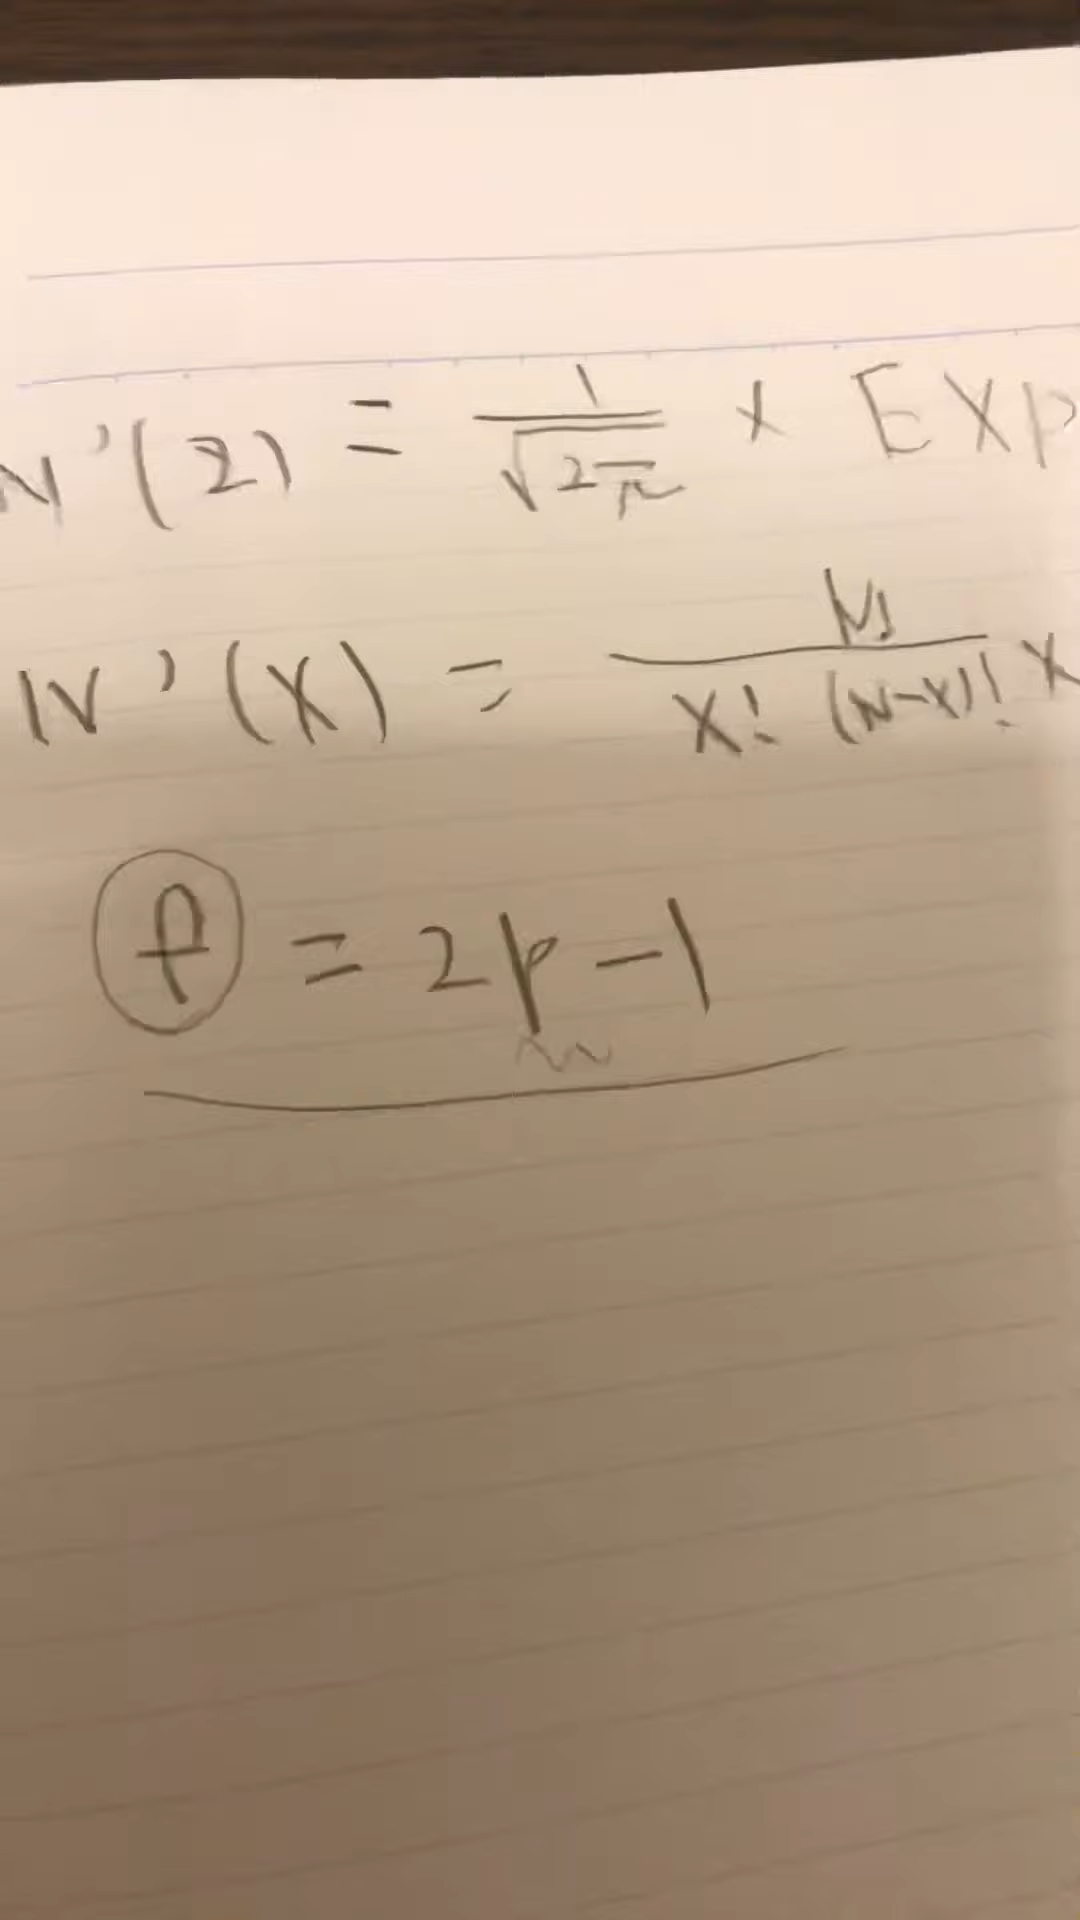 N'(z) = 1/√2π × EXP
N'(X) = N!/X! (N-X)! ×
f = 2p - 1